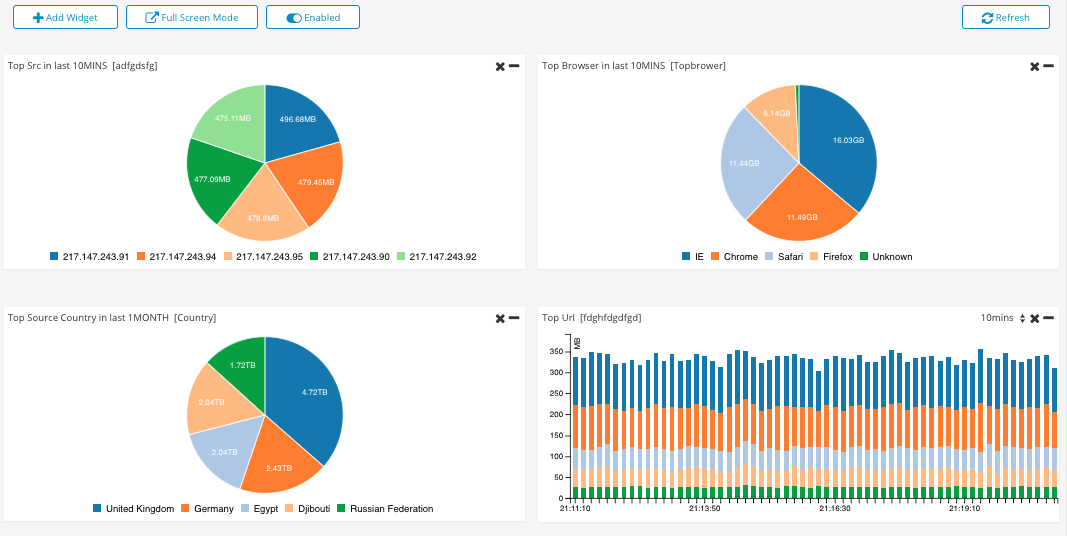 Add Widget
Full Screen Mode
Enabled
Refresh
Top Src in last 10MINS [adfgdsfg]
475.11MB
496.68MB
477.09MB
479.45MB
478.8MB
217.147.243.91 217.147.243.94 217.147.243.95 217.147.243.90 217.147.243.92
Top Browser in last 10MINS [Topbrower]
5.14GB
16.03GB
11.44GB
11.49GB
IE Chrome Safari Firefox Unknown
Top Source Country in last 1MONTH [Country]
1.72TB
4.72TB
2.04TB
2.04TB
2.43TB
United Kingdom Germany Egypt Djibouti Russian Federation
Top Url [fdghfdgdfgd]
10mins
MB
350
300
250
200
150
100
50
0
21:11:10 21:13:50 21:16:30 21:19:10